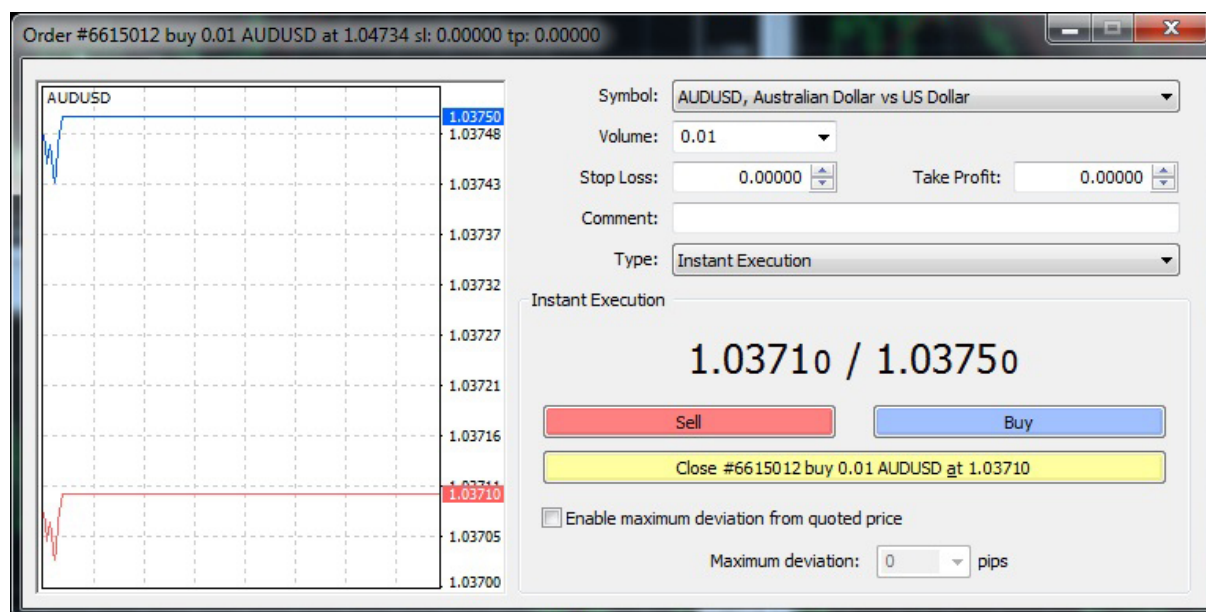 Order #6615012 buy 0.01 AUDUSD at 1.04734 sl: 0.00000 tp: 0.00000
AUDUSD
1.03750
1.03748
1.03743
1.03737
1.03732
1.03727
1.03721
1.03716
1.03711
1.03710
1.03705
1.03700
Symbol: AUDUSD, Australian Dollar vs US Dollar
Volume: 0.01
Stop Loss: 0.00000 Take Profit: 0.00000
Comment:
Type: Instant Execution
Instant Execution
1.03710 / 1.03750
Sell Buy
Close #6615012 buy 0.01 AUDUSD at 1.03710
Enable maximum deviation from quoted price
Maximum deviation: 0 pips